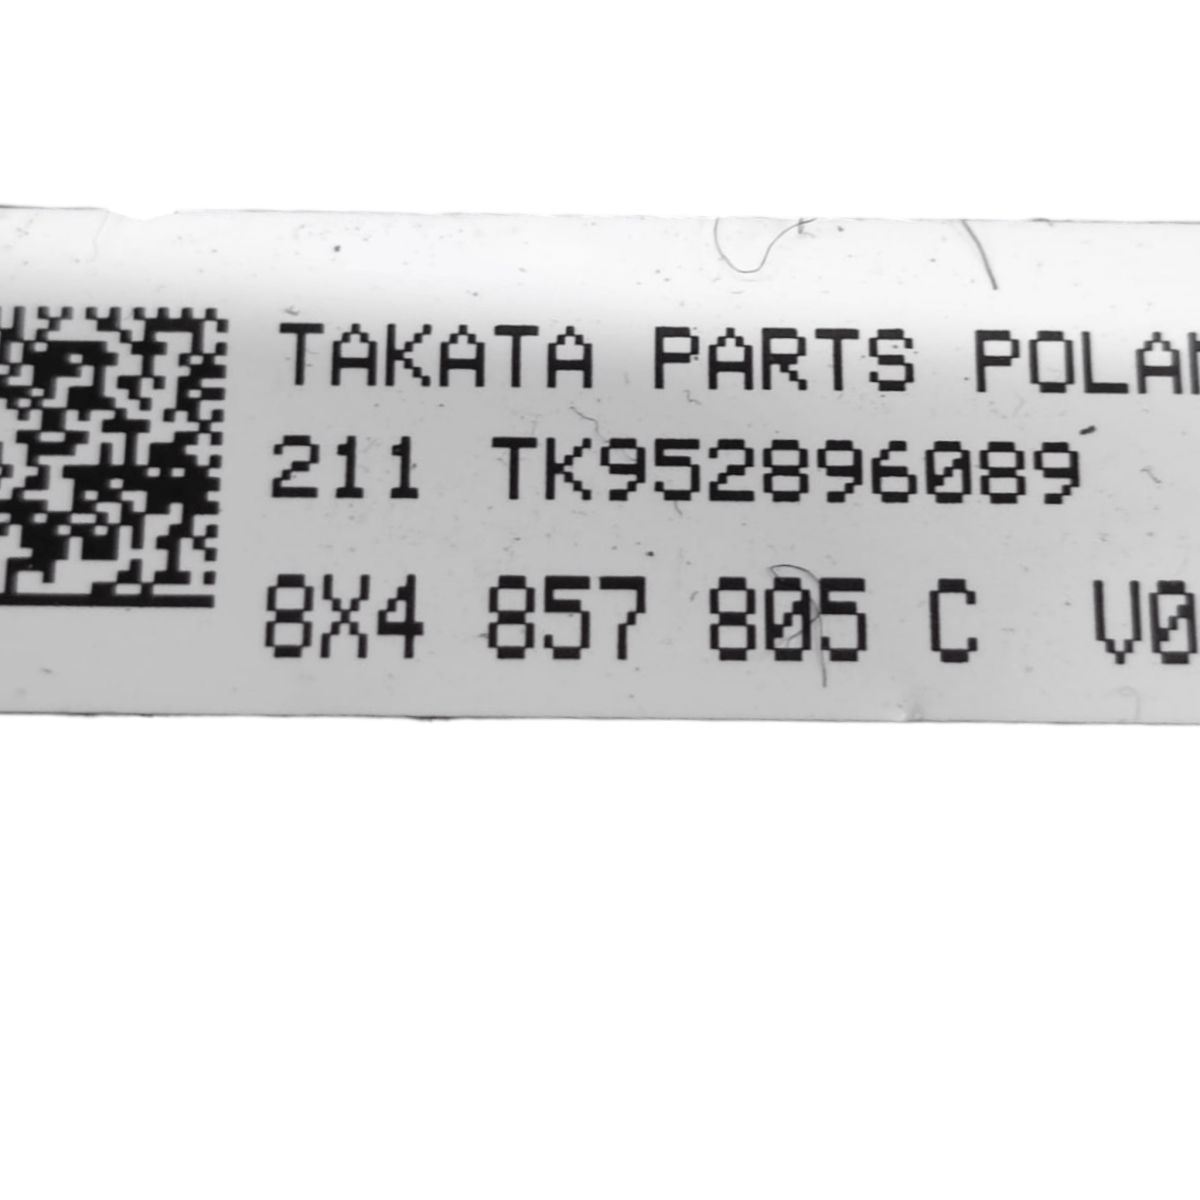 TAKATA PARTS POLAN
211 TK952896089
8X4 857 805 C V0